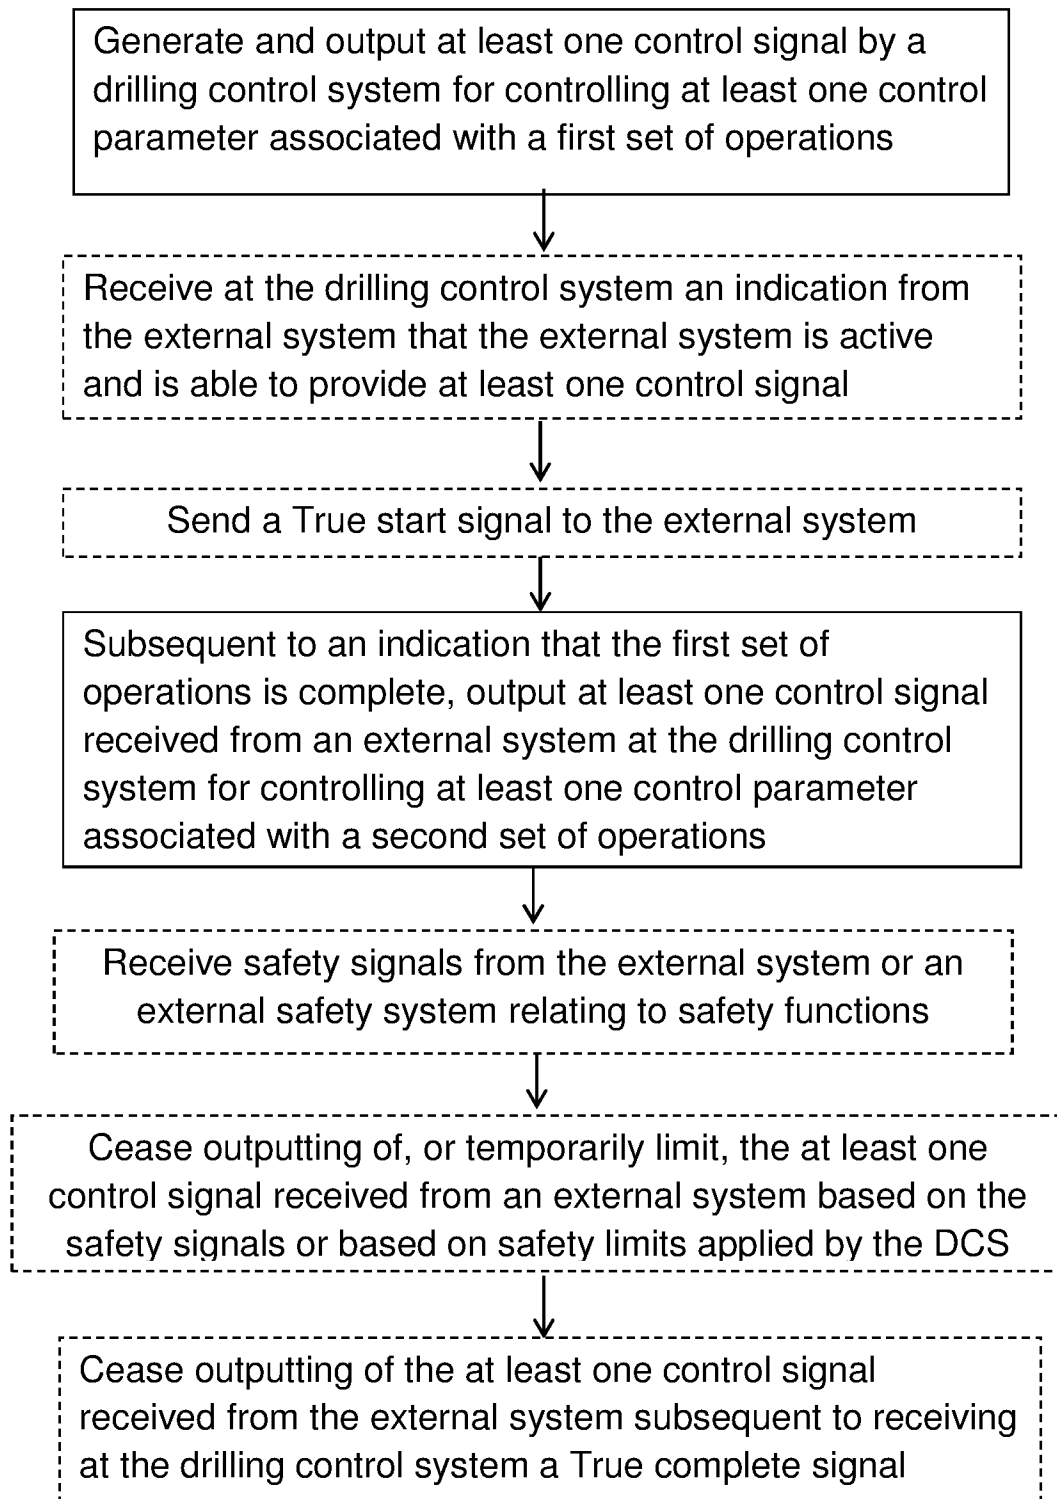 Generate and output at least one control signal by a
drilling control system for controlling at least one control
parameter associated with a first set of operations
Receive at the drilling control system an indication from
the external system that the external system is active
and is able to provide at least one control signal
Send a True start signal to the external system
Subsequent to an indication that the first set of
operations is complete, output at least one control signal
received from an external system at the drilling control
system for controlling at least one control parameter
associated with a second set of operations
Receive safety signals from the external system or an
external safety system relating to safety functions
Cease outputting of, or temporarily limit, the at least one
control signal received from an external system based on the
safety signals or based on safety limits applied by the DCS
Cease outputting of the at least one control signal
received from the external system subsequent to receiving
at the drilling control system a True complete signal